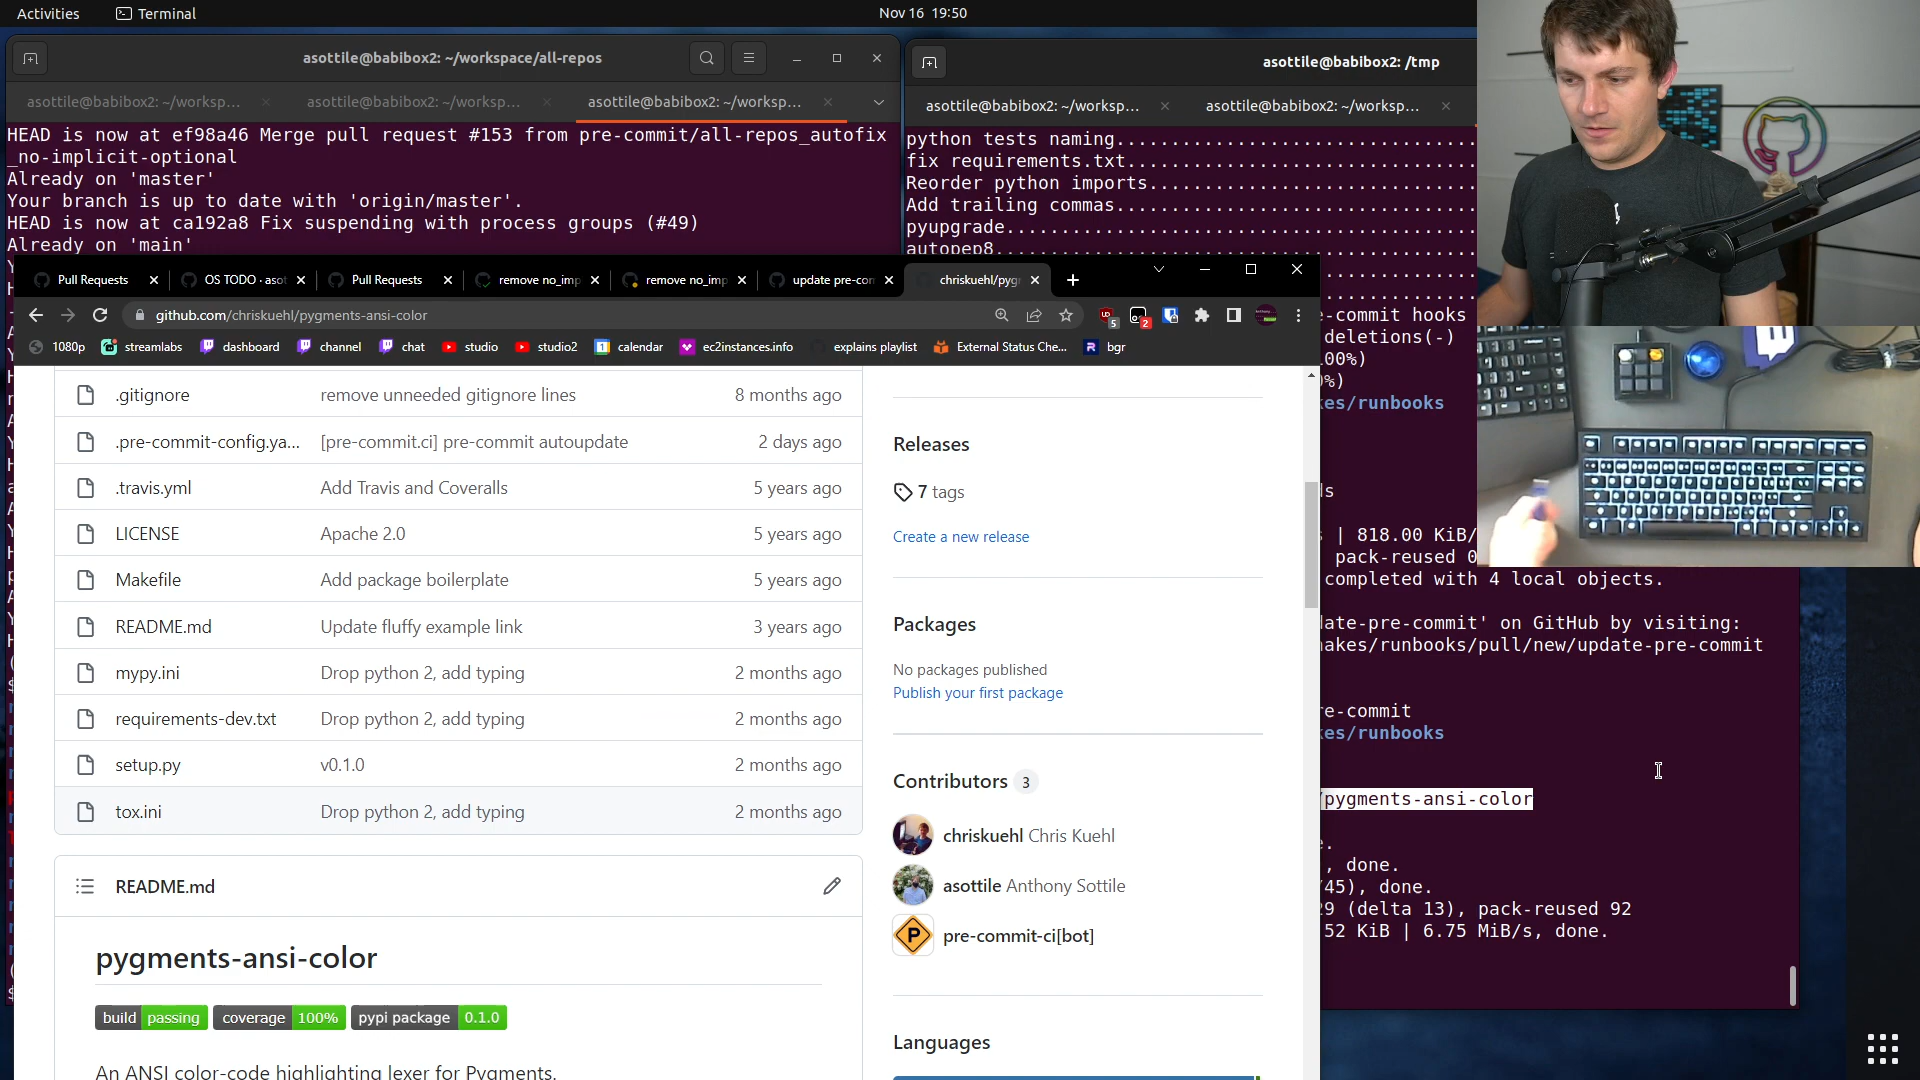 Activities
Terminal
Nov 16 19:50
asottile@babibox2: ~/workspace/all-repos
asottile@babibox2: ~/worksp...
asottile@babibox2: ~/worksp...
asottile@babibox2: ~/worksp...
HEAD is now at ef98a46 Merge pull request #153 from pre-commit/all-repos_autofix
_no-implicit-optional
Already on 'master'
Your branch is up to date with 'origin/master'.
HEAD is now at ca192a8 Fix suspending with process groups (#49)
Already on 'main'
asottile@babibox2: /tmp
asottile@babibox2: ~/worksp...
asottile@babibox2: ~/worksp...
python tests naming.....................................
fix requirements.txt....................................
Reorder python imports..................................
Add trailing commas.....................................
pyupgrade...............................................
autopep8................................................
e-commit hooks
deletions(-)
00%)
%)
es/runbooks
ls
| 818.00 KiB/
pack-reused 0
completed with 4 local objects.
date-pre-commit' on GitHub by visiting:
akes/runbooks/pull/new/update-pre-commit
re-commit
es/runbooks
/pygments-ansi-color
, done.
45), done.
29 (delta 13), pack-reused 92
52 KiB | 6.75 MiB/s, done.
Pull Requests
OS TODO · asot
Pull Requests
remove no_imp
remove no_imp
update pre-com
chriskuehl/pyg
github.com/chriskuehl/pygments-ansi-color
5
2
1080p
streamlabs
dashboard
channel
chat
studio
studio2
calendar
ec2instances.info
explains playlist
External Status Che...
bgr
.gitignore
remove unneeded gitignore lines
8 months ago
.pre-commit-config.ya...
[pre-commit.ci] pre-commit autoupdate
2 days ago
.travis.yml
Add Travis and Coveralls
5 years ago
LICENSE
Apache 2.0
5 years ago
Makefile
Add package boilerplate
5 years ago
README.md
Update fluffy example link
3 years ago
mypy.ini
Drop python 2, add typing
2 months ago
requirements-dev.txt
Drop python 2, add typing
2 months ago
setup.py
v0.1.0
2 months ago
tox.ini
Drop python 2, add typing
2 months ago
README.md
pygments-ansi-color
build passing
coverage 100%
pypi package 0.1.0
An ANSI color-code highlighting lexer for Pygments.
Releases
7 tags
Create a new release
Packages
No packages published
Publish your first package
Contributors 3
chriskuehl Chris Kuehl
asottile Anthony Sottile
pre-commit-ci[bot]
Languages